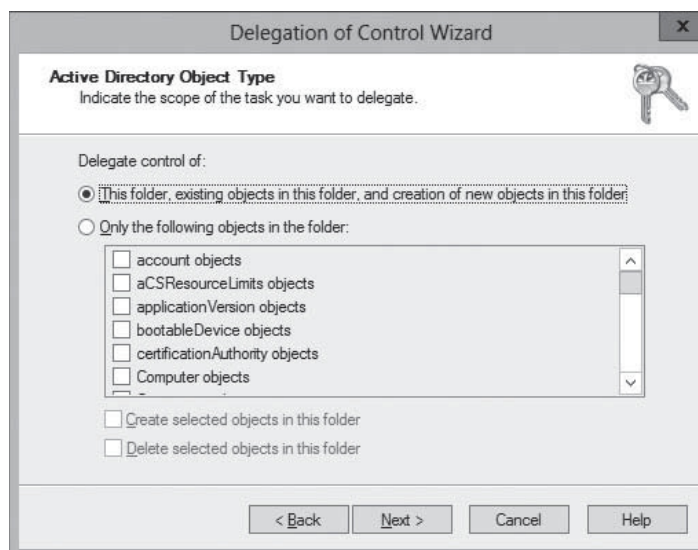 Delegation of Control Wizard
x
Active Directory Object Type
Indicate the scope of the task you want to delegate.
Delegate control of:
This folder, existing objects in this folder, and creation of new objects in this folder
Only the following objects in the folder:
account objects
aCSResourceLimits objects
applicationVersion objects
bootableDevice objects
certificationAuthority objects
Computer objects
Create selected objects in this folder
Delete selected objects in this folder
< Back
Next >
Cancel
Help